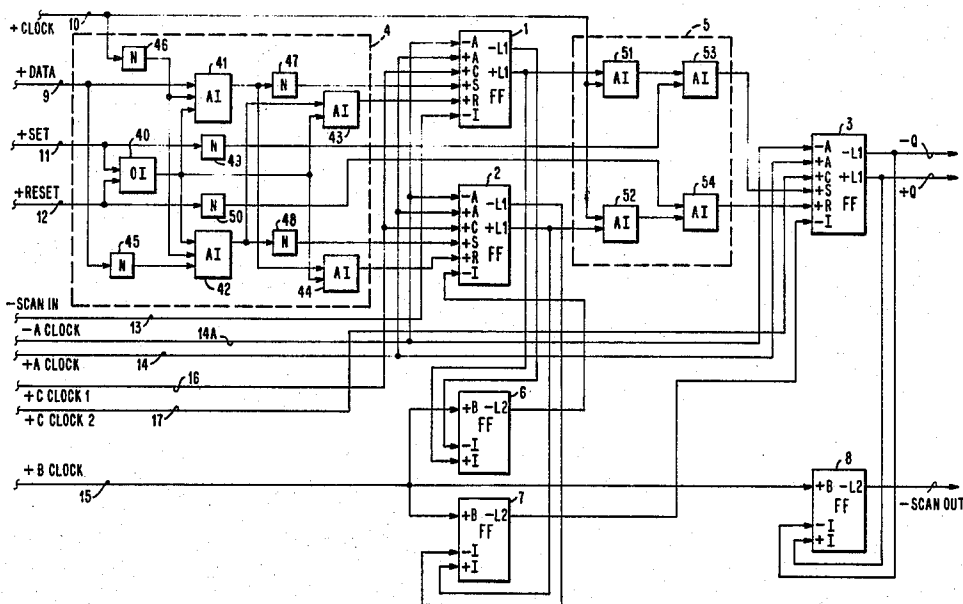 +CLOCK
10
46
N
4
41
47
N
AI
+DATA
9
43
AI
1
-A
+A
+C
+S
+R
-I
-L1
+L1
FF
5
51
53
AI
AI
+SET
11
40
OI
N
49
+RESET
12
N
50
45
N
AI
42
48
N
AI
44
2
-A
+A
+C
+S
+R
-I
-L1
+L1
FF
52
54
AI
AI
3
-A
+A
+C
+S
+R
-I
-L1
+L1
FF
-Q
+Q
-SCAN IN
13
-A CLOCK
14A
+A CLOCK
14
16
+C CLOCK 1
+C CLOCK 2
17
6
+B -L2
FF
-I
+I
+B CLOCK
15
7
+B -L2
FF
-I
+I
8
+B -L2
FF
-I
+I
-SCAN OUT